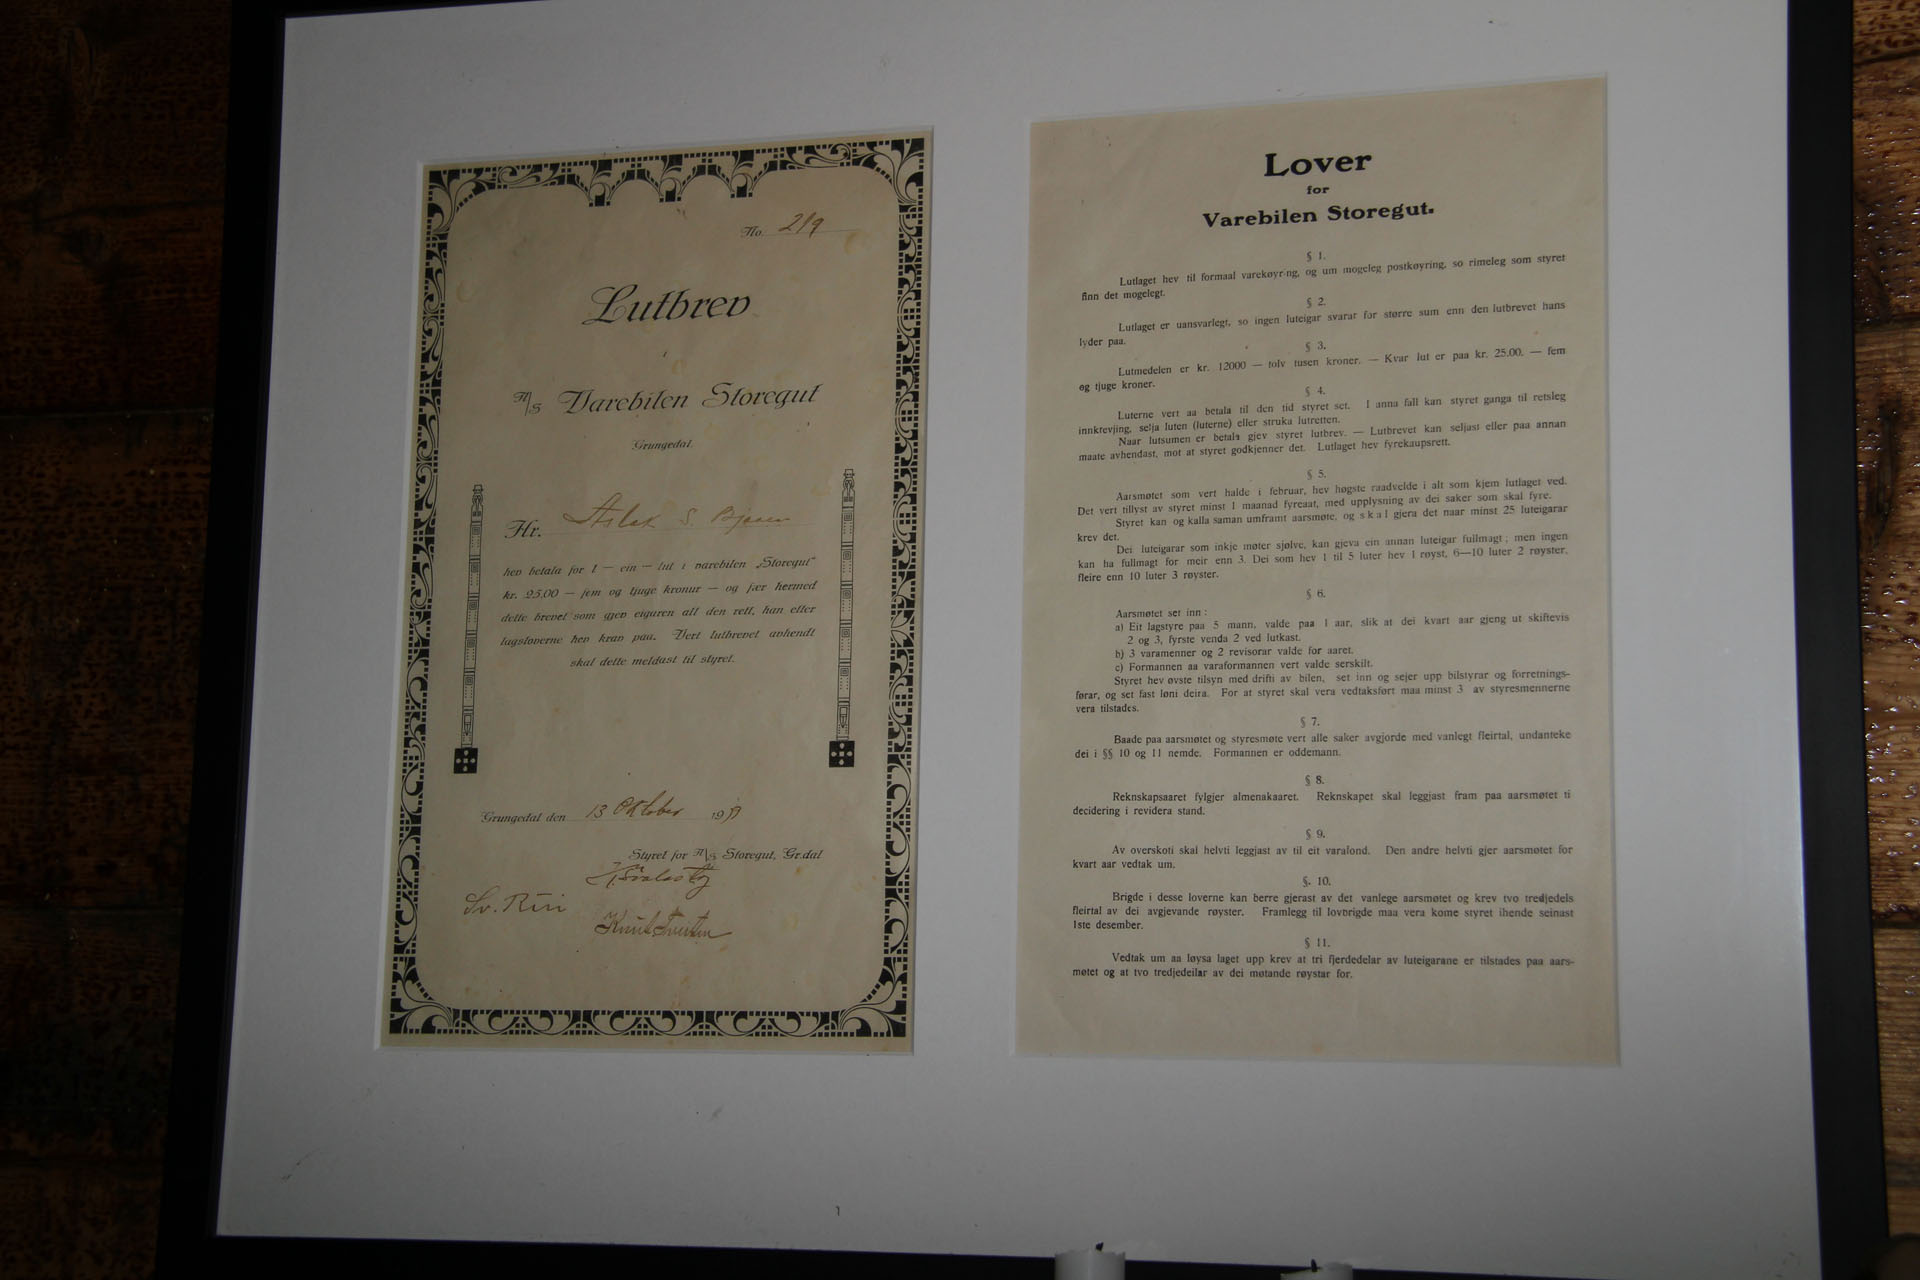 No. 219
Lutbrev
i
A/S Varebilen Storegut
Grungedal.
Hr. Aslak S. Bjaaen
hev betala for 1 — ein — lut i varebilen „Storegut"
kr. 25,00 — fem og tjuge kronur — og fær hermed
dette brevet som gjev eigaren all den rett, han etter
lagsloverne hev krav paa. Vert lutbrevet avhendt
skal dette meldast til styret.
Grungedal den 13 Oktober 19
Styret for A/S Storegut, Gr.dal
Sv. Rui
Knut Tveiten
Lover
for
Varebilen Storegut.
§ 1.
Lutlaget hev til formaal varekøyring, og um mogeleg postkøyring, so rimeleg som styret
finn det mogelegt.
§ 2.
Lutlaget er uansvarlegt, so ingen luteigar svarar for større sum enn den lutbrevet hans
lyder paa.
§ 3.
Lutmedelen er kr. 12000 — tolv tusen kroner. — Kvar lut er paa kr. 25.00. — fem
og tjuge kroner.
§ 4.
Luterne vert aa betala til den tid styret set. I anna fall kan styret ganga til retsleg
innkrevjing, selja luten (luterne) eller struka lutretten.
Naar lutsumen er betala gjev styret lutbrev. — Lutbrevet kan seljast eller paa annan
maate avhendast, mot at styret godkjenner det. Lutlaget hev fyrekaupsrett.
§ 5.
Aarsmøtet som vert halde i februar, hev høgste raadvelde i alt som kjem lutlaget ved.
Det vert tillyst av styret minst 1 maanad fyreaat, med upplysning av dei saker som skal fyre.
Styret kan og kalla saman umframt aarsmøte, og skal gjera det naar minst 25 luteigarar
krev det.
Dei luteigarar som inkje møter sjølve, kan gjeva ein annan luteigar fullmagt; men ingen
kan ha fullmagt for meir enn 3. Dei som hev 1 til 5 luter hev 1 røyst, 6—10 luter 2 røyster,
fleire enn 10 luter 3 røyster.
§ 6.
Aarsmøtet set inn:
a) Eit lagstyre paa 5 mann, valde paa 1 aar, slik at dei kvart aar gjeng ut skiftevis
2 og 3, fyrste venda 2 ved lutkast.
b) 3 varamenner og 2 revisorar valde for aaret.
c) Formannen aa varaformannen vert valde serskilt.
Styret hev øvste tilsyn med drifti av bilen, set inn og sejer upp bilstyrar og forretnings-
førar, og set fast løni deira. For at styret skal vera vedtaksført maa minst 3 av styresmennerne
vera tilstades.
§ 7.
Baade paa aarsmøtet og styresmøte vert alle saker avgjorde med vanlegt fleirtal, undanteke
dei i §§ 10 og 11 nemde. Formannen er oddemann.
§ 8.
Reknskapsaaret fylgjer almenakaaret. Reknskapet skal leggjast fram paa aarsmøtet ti
decidering i revidera stand.
§ 9.
Av overskoti skal helvti leggjast av til eit varafond. Den andre helvti gjer aarsmøtet for
kvart aar vedtak um.
§. 10.
Brigde i desse loverne kan berre gjerast av det vanlege aarsmøtet og krev tvo tredjedels
fleirtal av dei avgjevande røyster. Framlegg til lovbrigde maa vera kome styret ihende seinast
1ste desember.
§ 11.
Vedtak um aa løysa laget upp krev at tri fjerdedelar av luteigarane er tilstades paa aars-
møtet og at tvo tredjedeilar av dei møtande røystar for.